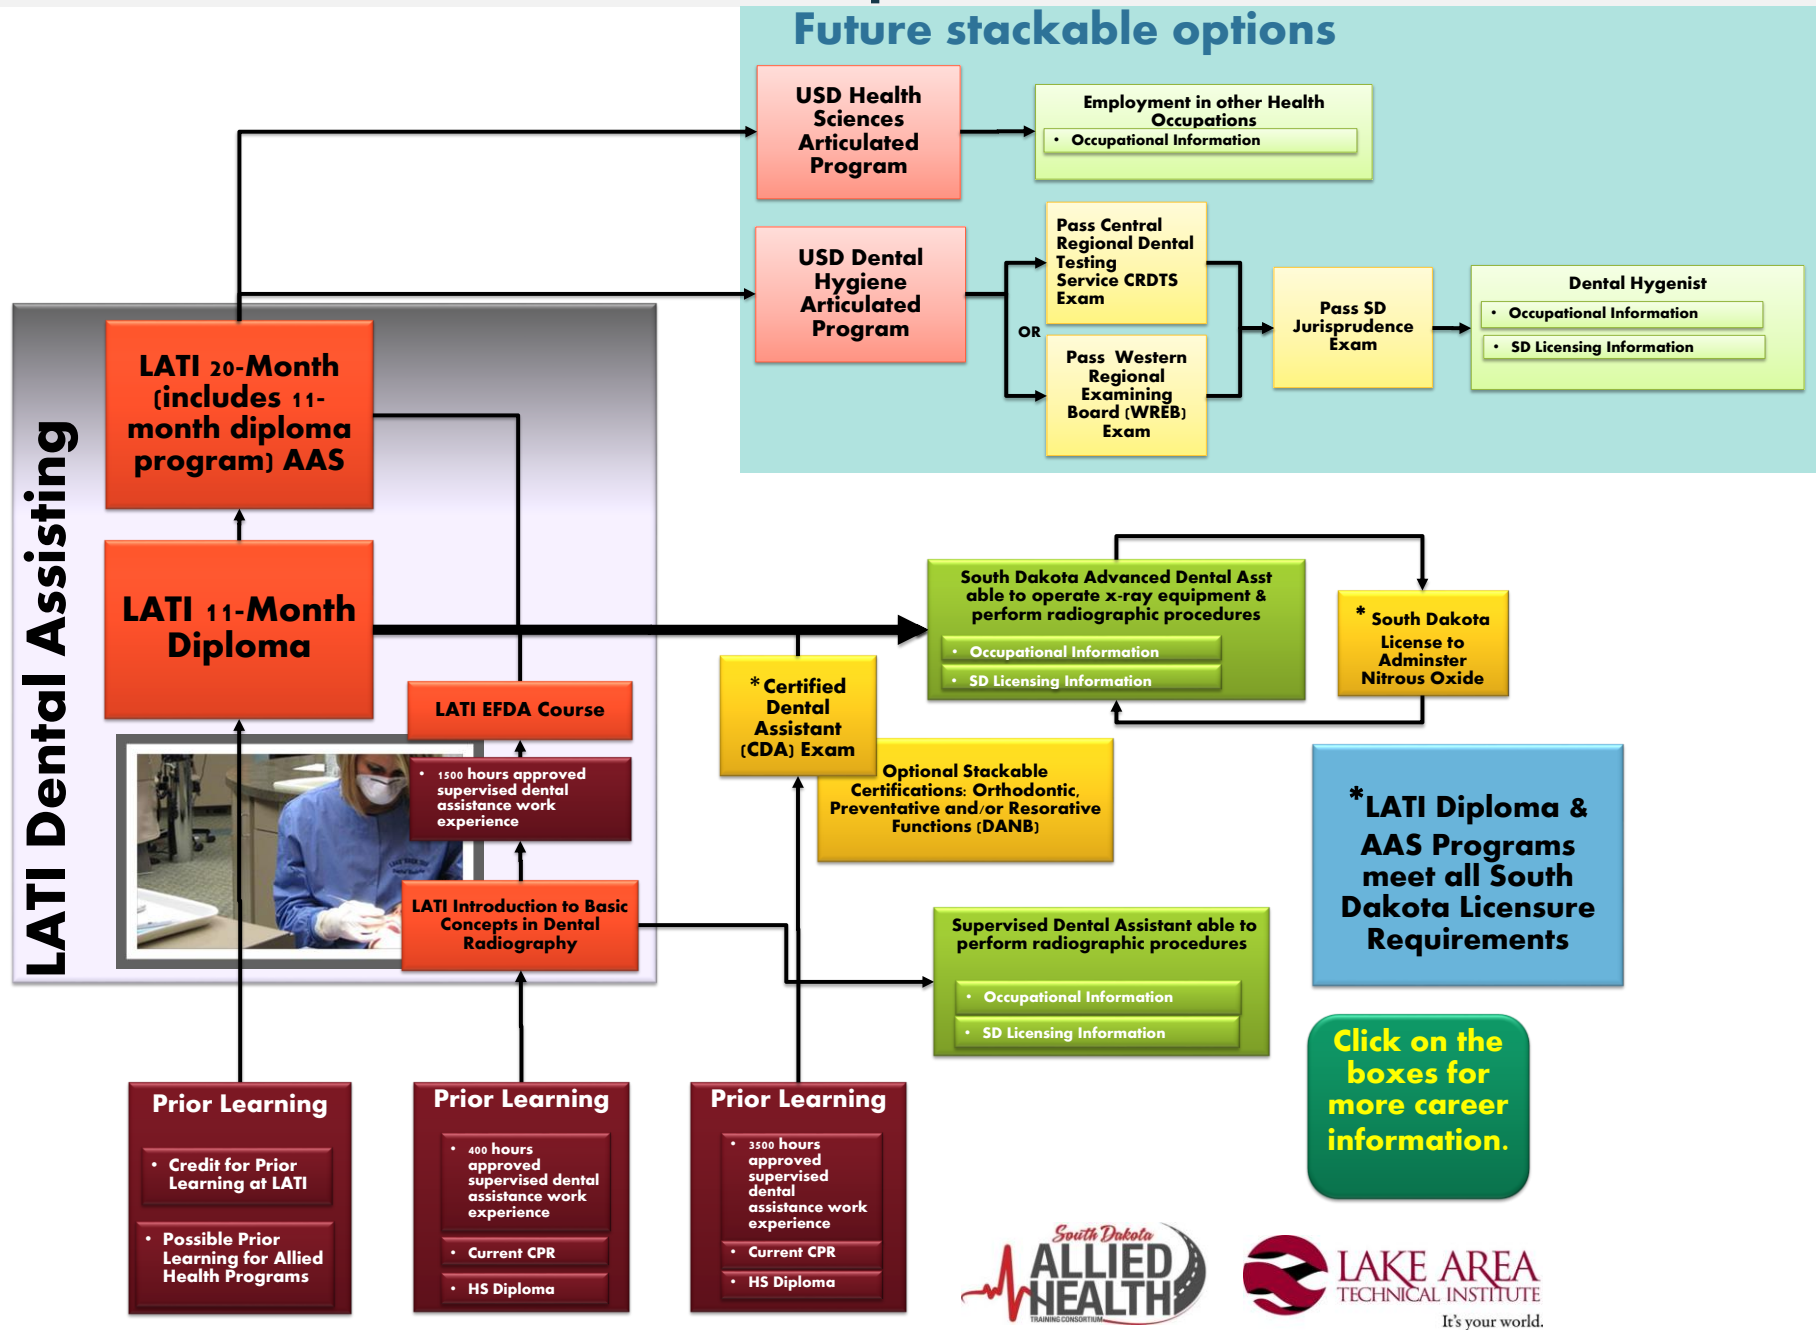 Future stackable options
USD Health
Sciences
Articulated
Program
Employment in other Health
Occupations
• Occupational Information
USD Dental
Hygiene
Articulated
Program
Pass Central
Regional Dental
Testing
Service CRDTS
Exam
OR
Pass Western
Regional
Examining
Board (WREB)
Exam
Pass SD
Jurisprudence
Exam
Dental Hygenist
• Occupational Information
• SD Licensing Information
LATI Dental Assisting
LATI 20-Month
(includes 11-
month diploma
program) AAS
LATI 11-Month
Diploma
LATI EFDA Course
• 1500 hours approved
supervised dental
assistance work
experience
LATI Introduction to Basic
Concepts in Dental
Radiography
South Dakota Advanced Dental Asst
able to operate x-ray equipment &
perform radiographic procedures
• Occupational Information
• SD Licensing Information
* South Dakota
License to
Adminster
Nitrous Oxide
* Certified
Dental
Assistant
(CDA) Exam
Optional Stackable
Certifications: Orthodontic,
Preventative and/or Resorative
Functions (DANB)
*LATI Diploma &
AAS Programs
meet all South
Dakota Licensure
Requirements
Supervised Dental Assistant able to
perform radiographic procedures
• Occupational Information
• SD Licensing Information
Click on the
boxes for
more career
information.
Prior Learning
• Credit for Prior
Learning at LATI
• Possible Prior
Learning for Allied
Health Programs
Prior Learning
• 400 hours
approved
supervised dental
assistance work
experience
• Current CPR
• HS Diploma
Prior Learning
• 3500 hours
approved
supervised
dental
assistance work
experience
• Current CPR
• HS Diploma
South Dakota
ALLIED
HEALTH
TRAINING CONSORTIUM
LAKE AREA
TECHNICAL INSTITUTE
It's your world.